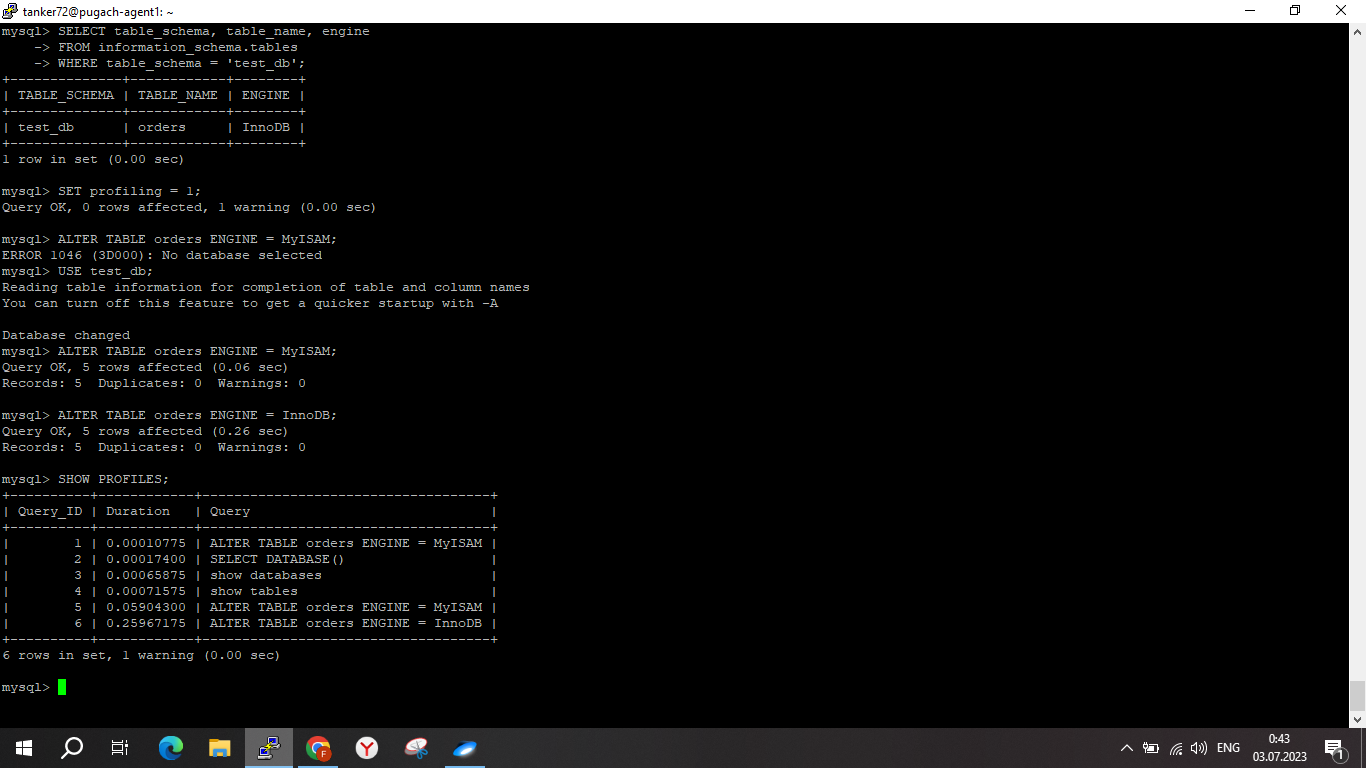 tanker72@pugach-agent1: ~
mysql> SELECT table_schema, table_name, engine
    -> FROM information_schema.tables
    -> WHERE table_schema = 'test_db';
+--------------+------------+--------+
| TABLE_SCHEMA | TABLE_NAME | ENGINE |
+--------------+------------+--------+
| test_db      | orders     | InnoDB |
+--------------+------------+--------+
1 row in set (0.00 sec)
mysql> SET profiling = 1;
Query OK, 0 rows affected, 1 warning (0.00 sec)
mysql> ALTER TABLE orders ENGINE = MyISAM;
ERROR 1046 (3D000): No database selected
mysql> USE test_db;
Reading table information for completion of table and column names
You can turn off this feature to get a quicker startup with -A
Database changed
mysql> ALTER TABLE orders ENGINE = MyISAM;
Query OK, 5 rows affected (0.06 sec)
Records: 5  Duplicates: 0  Warnings: 0
mysql> ALTER TABLE orders ENGINE = InnoDB;
Query OK, 5 rows affected (0.26 sec)
Records: 5  Duplicates: 0  Warnings: 0
mysql> SHOW PROFILES;
+----------+------------+------------------------------------+
| Query_ID | Duration   | Query                              |
+----------+------------+------------------------------------+
|        1 | 0.00010775 | ALTER TABLE orders ENGINE = MyISAM |
|        2 | 0.00017400 | SELECT DATABASE()                  |
|        3 | 0.00065875 | show databases                     |
|        4 | 0.00071575 | show tables                        |
|        5 | 0.05904300 | ALTER TABLE orders ENGINE = MyISAM |
|        6 | 0.25967175 | ALTER TABLE orders ENGINE = InnoDB |
+----------+------------+------------------------------------+
6 rows in set, 1 warning (0.00 sec)
mysql>
F
Y
ENG
0:43
03.07.2023
1